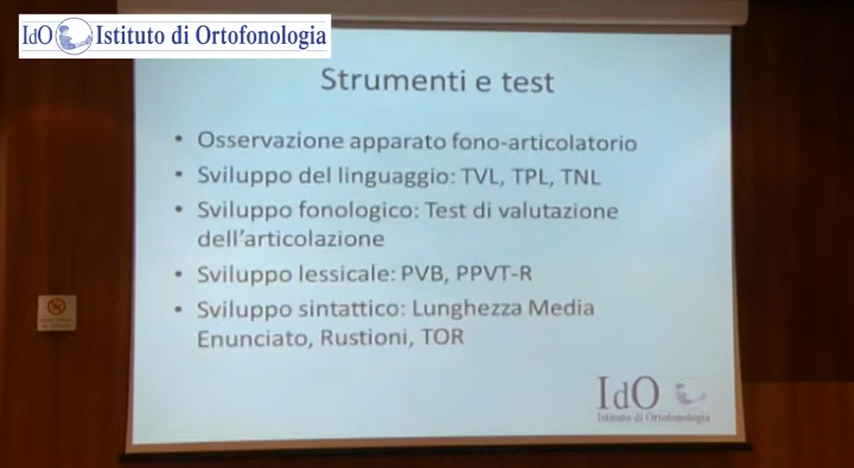 IdO Istituto di Ortofonologia
Strumenti e test
• Osservazione apparato fono-articolatorio
• Sviluppo del linguaggio: TVL, TPL, TNL
• Sviluppo fonologico: Test di valutazione
dell'articolazione
• Sviluppo lessicale: PVB, PPVT-R
• Sviluppo sintattico: Lunghezza Media
Enunciato, Rustioni, TOR
IdO
Istituto di Ortofonologia